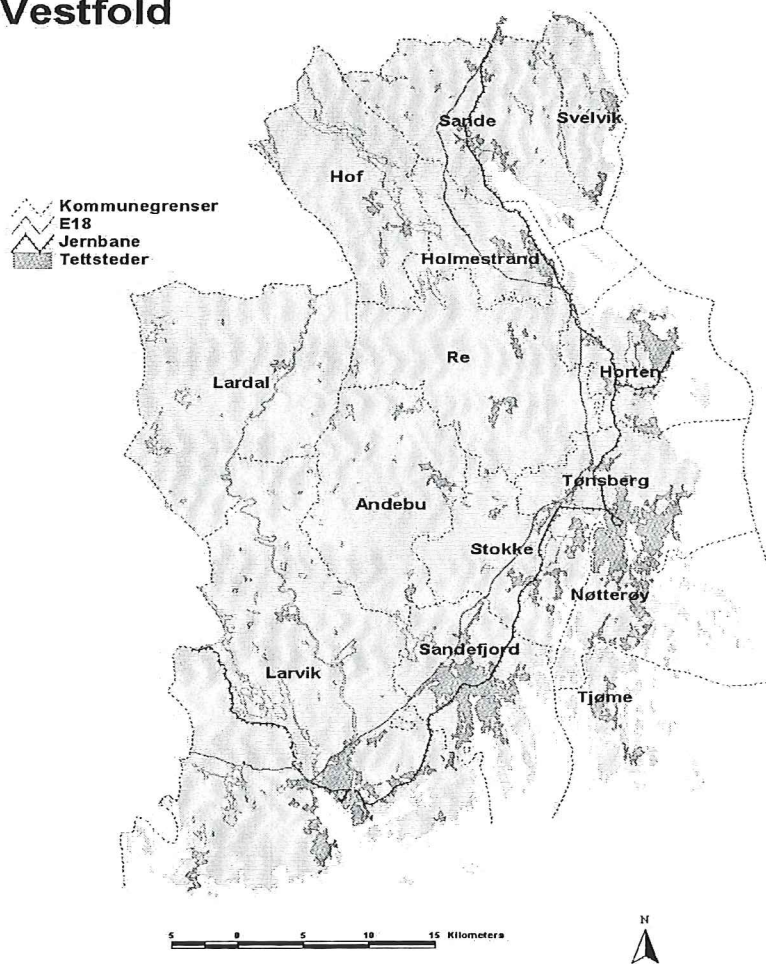 Vestfold
Sande
Svelvik
Hof
Kommunegrenser
E18
Jernbane
Tettsteder
Holmestrand
Re
Horten
Lardal
Tønsberg
Andebu
Stokke
Nøtterøy
Sandefjord
Larvik
Tjøme
N
5 0 5 10 15 Kilometers